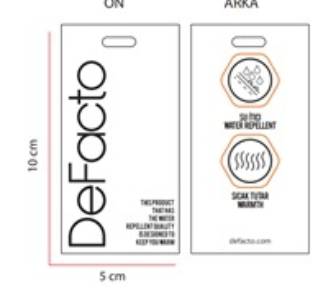 ÖN
ARKA
10 cm
DeFacto
THIS PRODUCT
THAT HAS
THE WATER
REPELLENT QUALITY
IS DESIGNED TO
KEEP YOU WARM
SU İTİCİ
WATER REPELLENT
SICAK TUTAR
WARMTH
defacto.com
5 cm